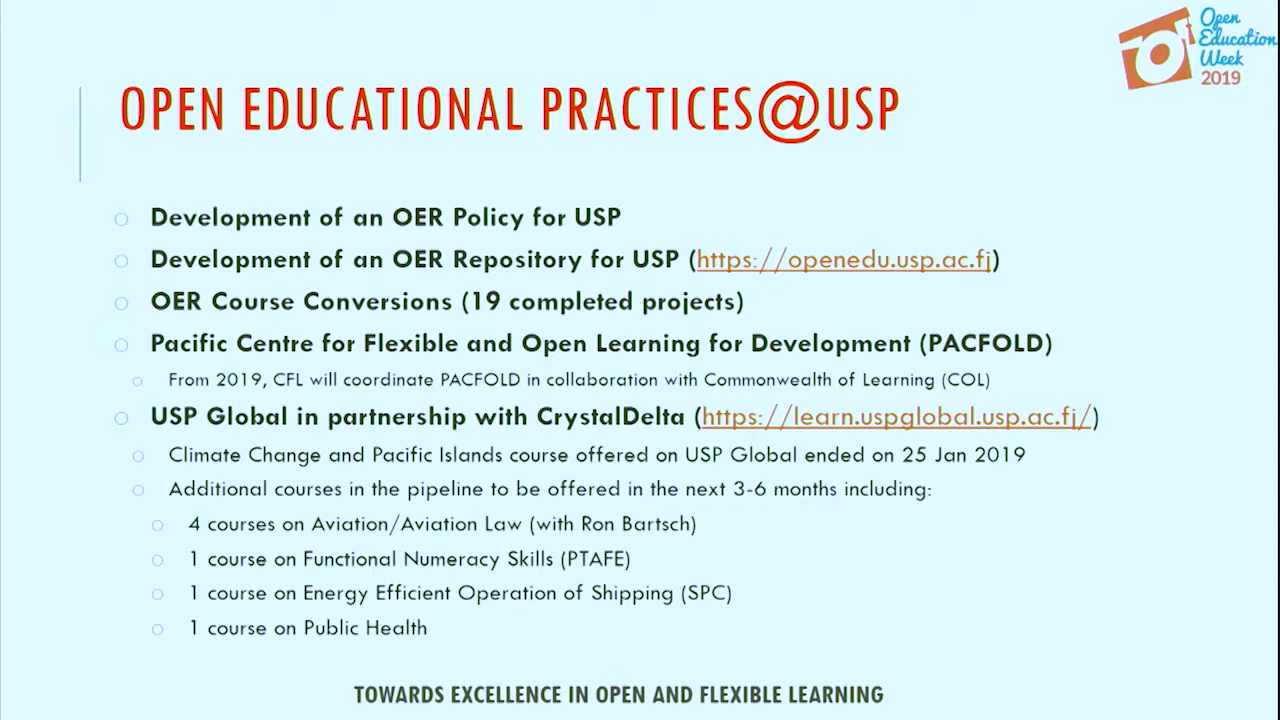 Open
Education
Week
2019
OPEN EDUCATIONAL PRACTICES@USP
Development of an OER Policy for USP
Development of an OER Repository for USP (https://openedu.usp.ac.fj)
OER Course Conversions (19 completed projects)
Pacific Centre for Flexible and Open Learning for Development (PACFOLD)
From 2019, CFL will coordinate PACFOLD in collaboration with Commonwealth of Learning (COL)
USP Global in partnership with CrystalDelta (https://learn.uspglobal.usp.ac.fj/)
Climate Change and Pacific Islands course offered on USP Global ended on 25 Jan 2019
Additional courses in the pipeline to be offered in the next 3-6 months including:
4 courses on Aviation/Aviation Law (with Ron Bartsch)
1 course on Functional Numeracy Skills (PTAFE)
1 course on Energy Efficient Operation of Shipping (SPC)
1 course on Public Health
TOWARDS EXCELLENCE IN OPEN AND FLEXIBLE LEARNING